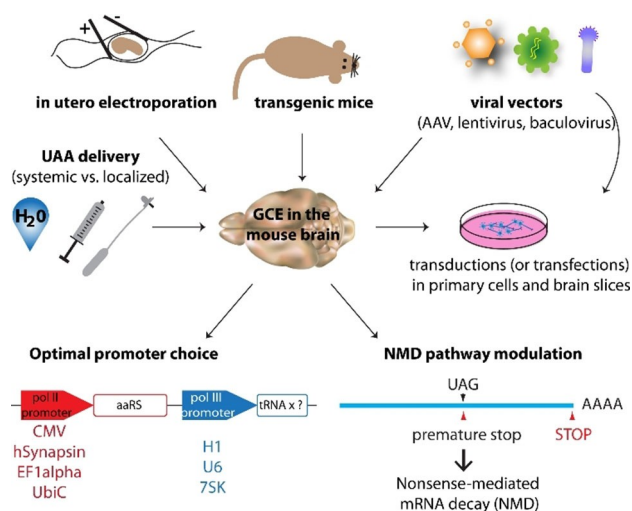 + -
in utero electroporation
transgenic mice
viral vectors
(AAV, lentivirus, baculovirus)
UAA delivery
(systemic vs. localized)
H20
GCE in the
mouse brain
transductions (or transfections)
in primary cells and brain slices
Optimal promoter choice
pol II
promoter
aaRS
pol III
promoter
tRNA x ?
CMV
hSynapsin
EF1alpha
UbiC
H1
U6
7SK
NMD pathway modulation
UAG
AAAA
premature stop
STOP
Nonsense-mediated
mRNA decay (NMD)